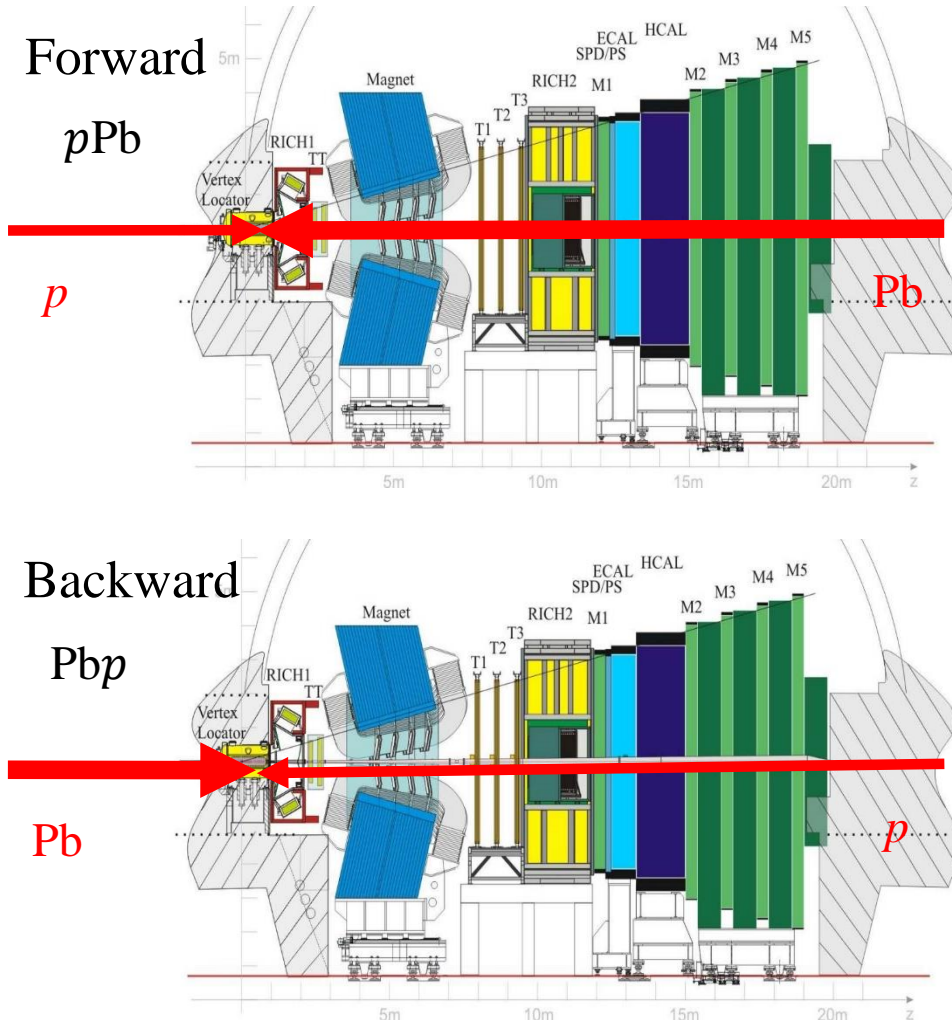 Forward
pPb
5m
Magnet
RICH1
TT
Vertex
Locator
T1
T2
T3
RICH2
SPD/PS
ECAL
M1
HCAL
M2
M3
M4
M5
p
Pb
5m
10m
15m
20m
z
Backward
Pbp
Magnet
RICH1
TT
Vertex
Locator
T1
T2
T3
RICH2
SPD/PS
ECAL
M1
HCAL
M2
M3
M4
M5
Pb
p
5m
10m
15m
20m
z